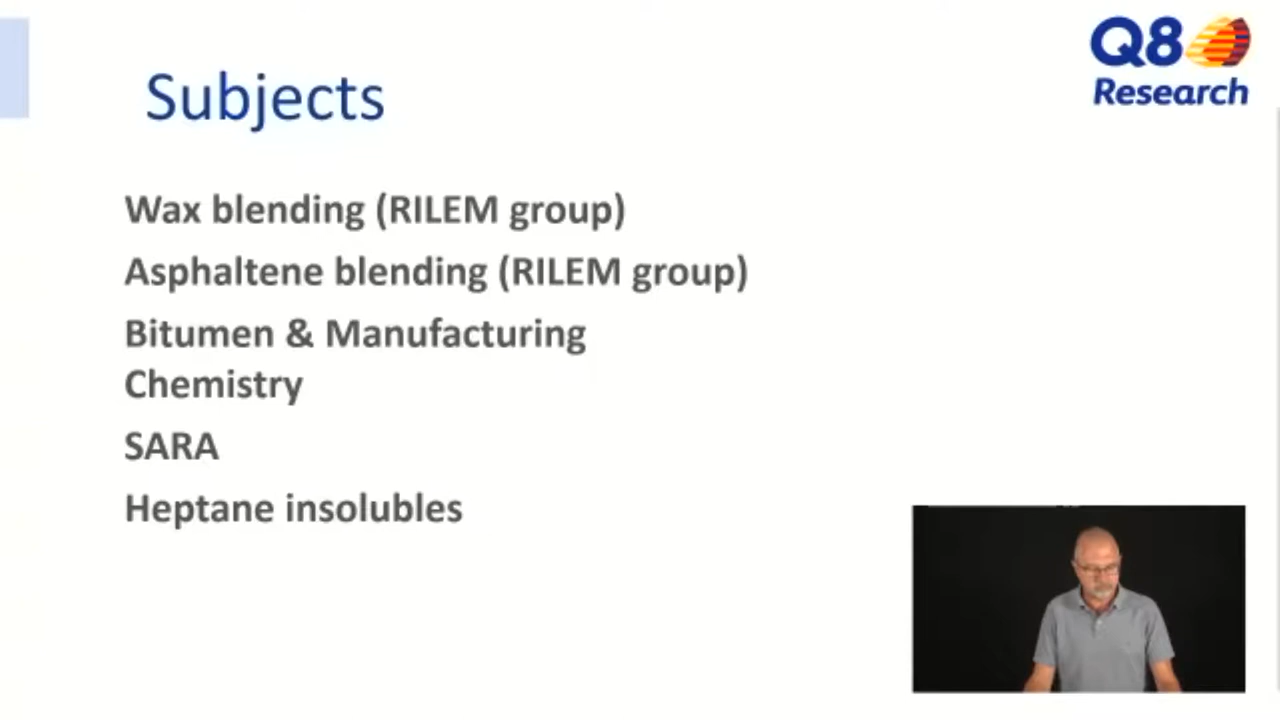 Subjects
Q8
Research
Wax blending (RILEM group)
Asphaltene blending (RILEM group)
Bitumen & Manufacturing
Chemistry
SARA
Heptane insolubles